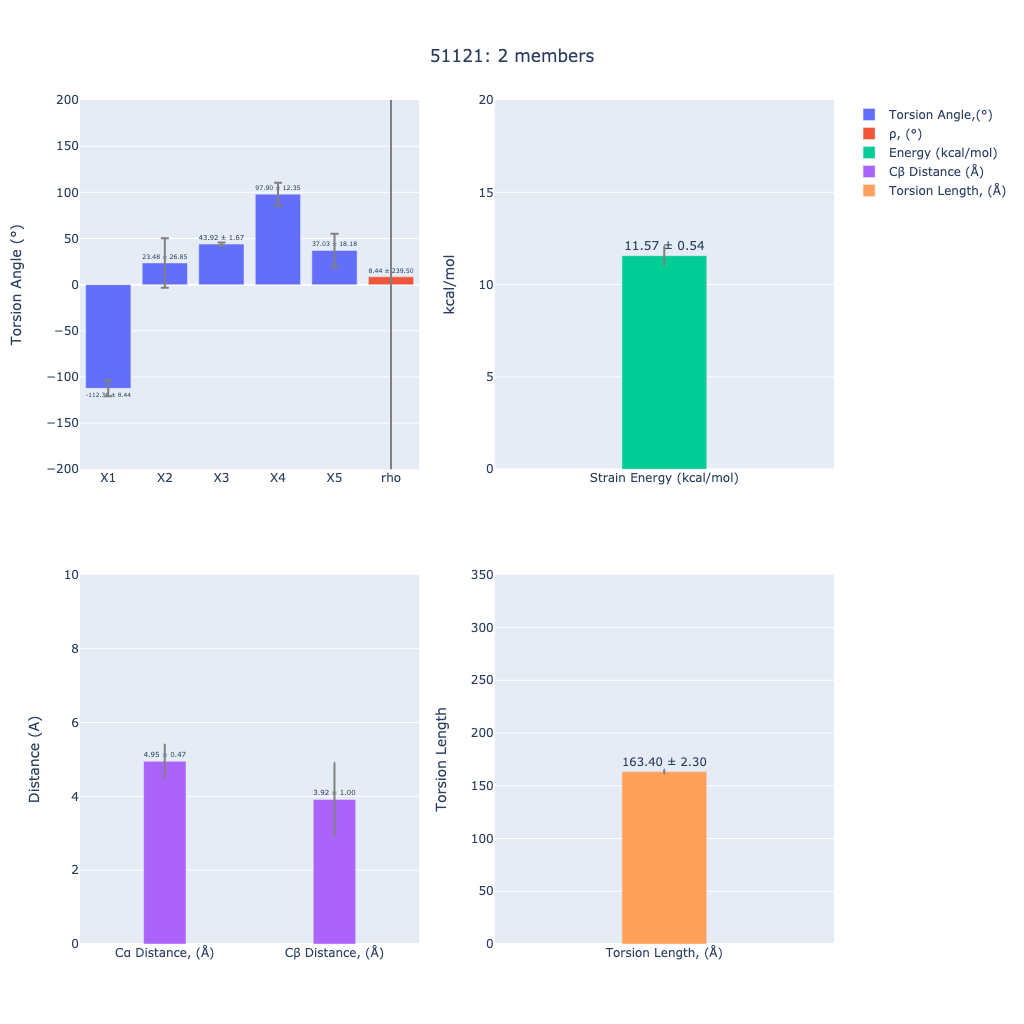 51121: 2 members
Torsion Angle (°)
200
150
100
50
0
−50
−100
−150
−200
97.90 ± 12.35
43.92 ± 1.67
37.03 ± 18.18
23.48 ± 26.85
8.44 ± 239.50
X1
X2
X3
X4
X5
rho
kcal/mol
20
15
10
5
0
11.57 ± 0.54
Strain Energy (kcal/mol)
Torsion Angle,(°)
ρ, (°)
Energy (kcal/mol)
Cβ Distance (Å)
Torsion Length, (Å)
Distance (A)
10
8
6
4
2
0
4.95 ± 0.47
3.92 ± 1.00
Cα Distance, (Å)
Cβ Distance, (Å)
Torsion Length
350
300
250
200
150
100
50
0
163.40 ± 2.30
Torsion Length, (Å)